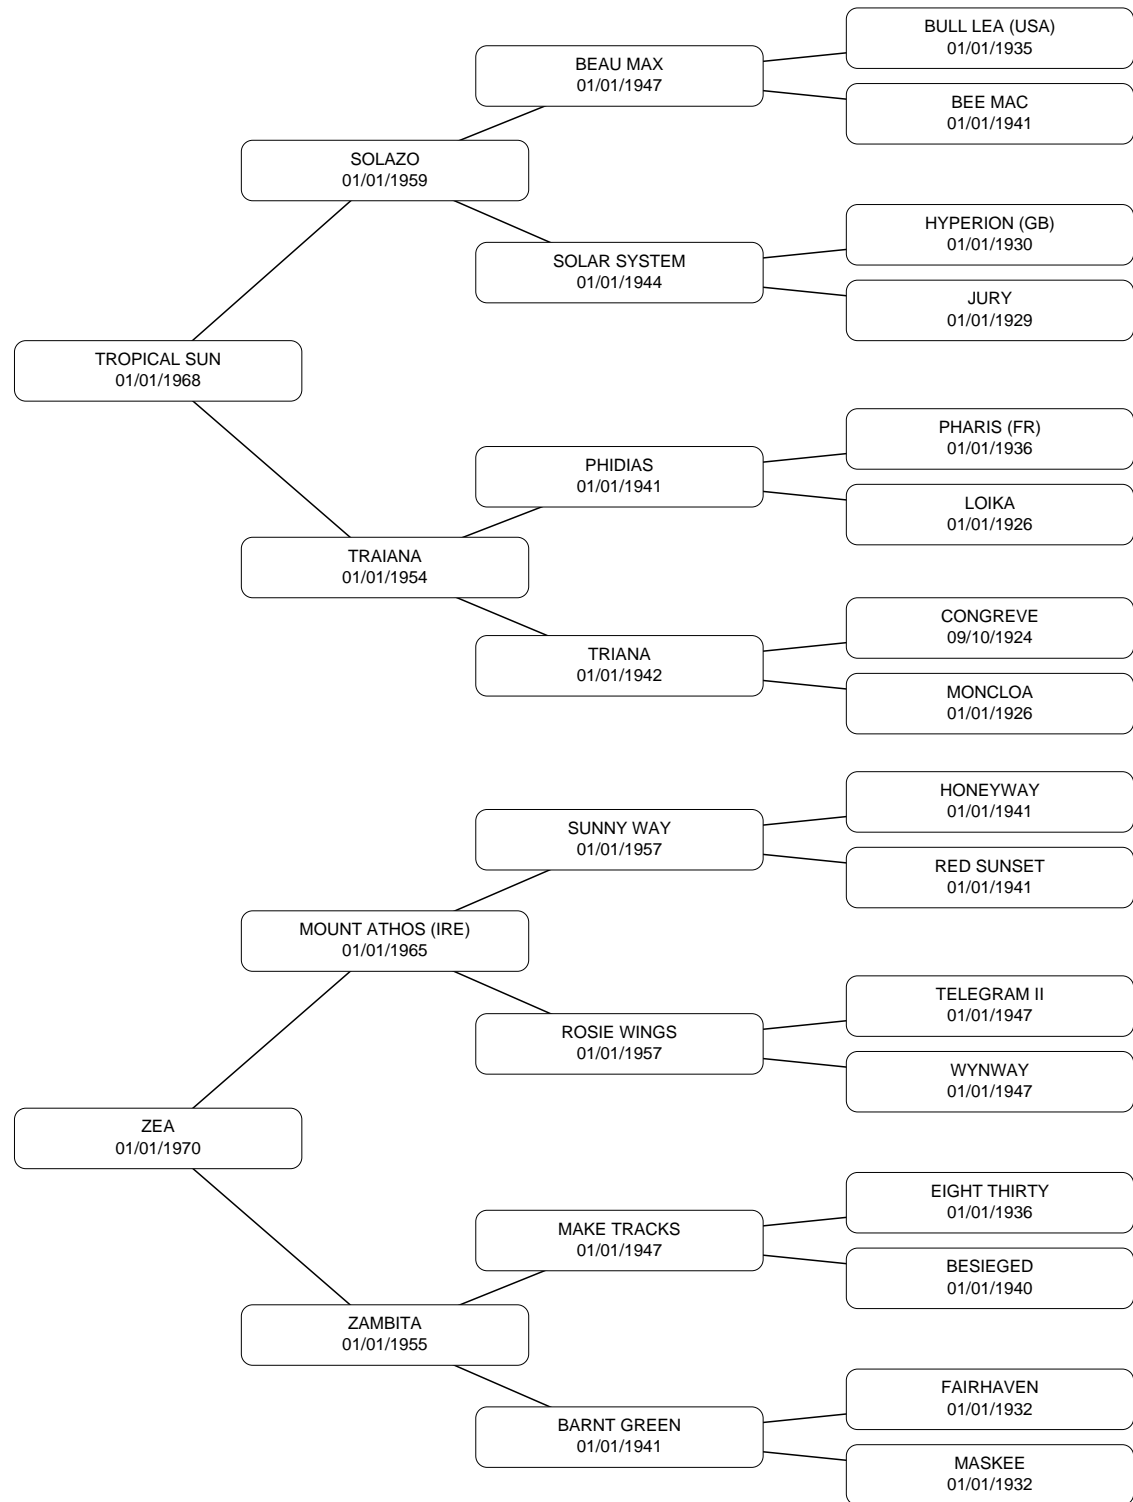 BULL LEA (USA)
01/01/1935
BEAU MAX
01/01/1947
BEE MAC
01/01/1941
SOLAZO
01/01/1959
HYPERION (GB)
01/01/1930
SOLAR SYSTEM
01/01/1944
JURY
01/01/1929
TROPICAL SUN
01/01/1968
PHARIS (FR)
01/01/1936
PHIDIAS
01/01/1941
LOIKA
01/01/1926
TRAIANA
01/01/1954
CONGREVE
09/10/1924
TRIANA
01/01/1942
MONCLOA
01/01/1926
HONEYWAY
01/01/1941
SUNNY WAY
01/01/1957
RED SUNSET
01/01/1941
MOUNT ATHOS (IRE)
01/01/1965
TELEGRAM II
01/01/1947
ROSIE WINGS
01/01/1957
WYNWAY
01/01/1947
ZEA
01/01/1970
EIGHT THIRTY
01/01/1936
MAKE TRACKS
01/01/1947
BESIEGED
01/01/1940
ZAMBITA
01/01/1955
FAIRHAVEN
01/01/1932
BARNT GREEN
01/01/1941
MASKEE
01/01/1932